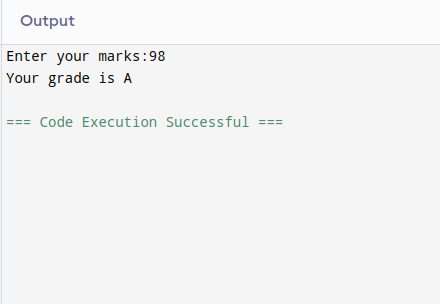 Output
Enter your marks:98
Your grade is A
=== Code Execution Successful ===